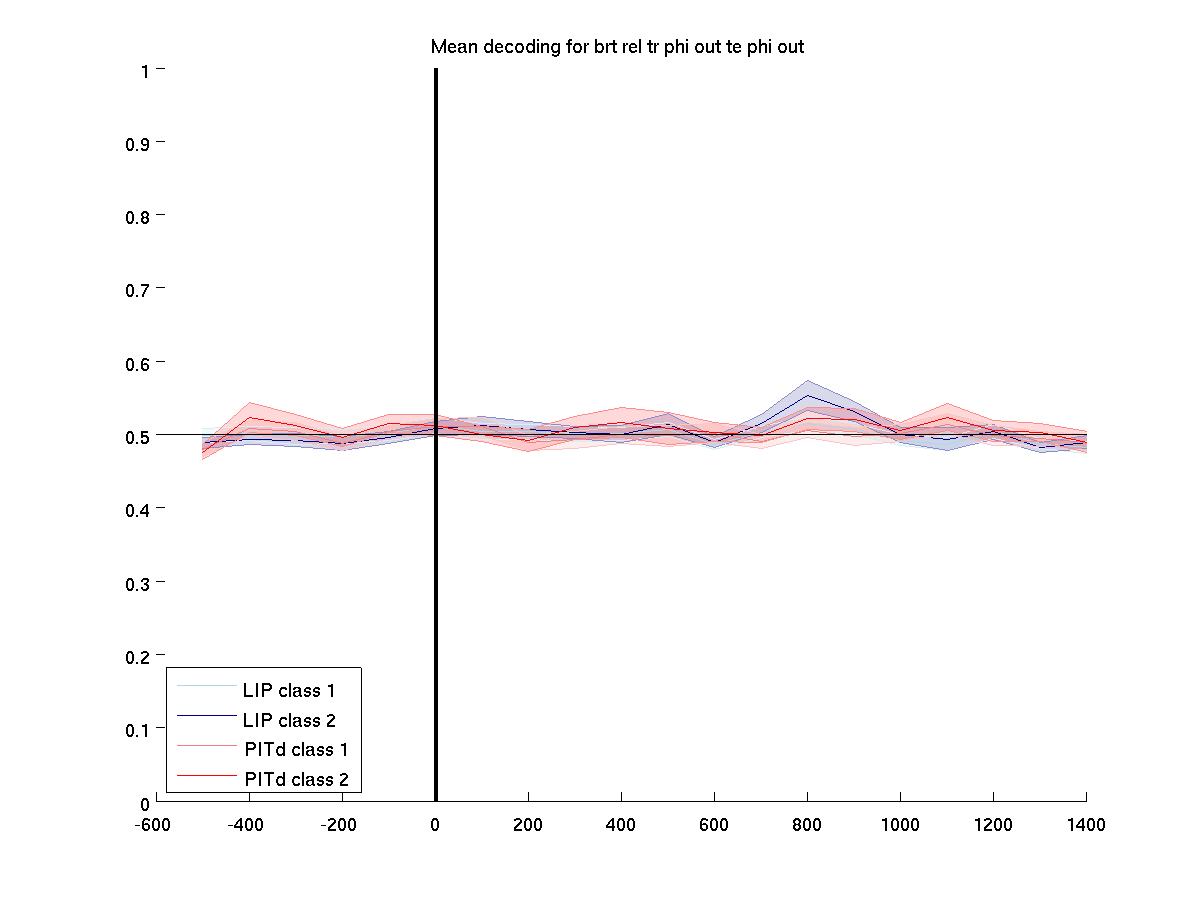 Mean decoding for brt rel tr phi out te phi out
1
0.9
0.8
0.7
0.6
0.5
0.4
0.3
0.2
0.1
0
LIP class 1
LIP class 2
PITd class 1
PITd class 2
-600 -400 -200 0 200 400 600 800 1000 1200 1400